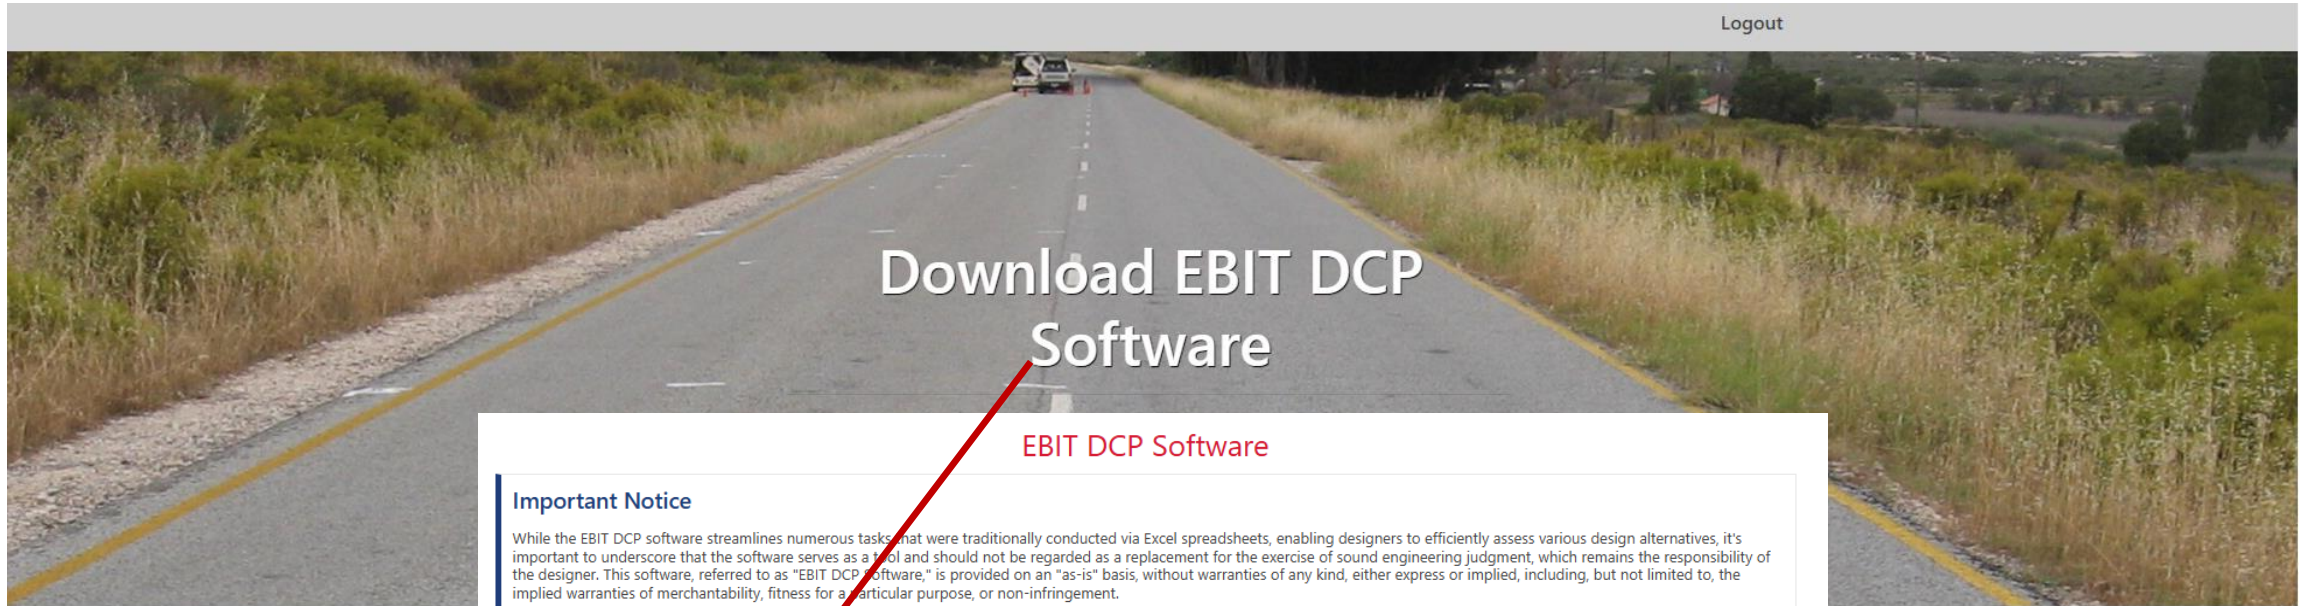 Logout
Download EBIT DCP
Software
EBIT DCP Software
Important Notice
While the EBIT DCP software streamlines numerous tasks that were traditionally conducted via Excel spreadsheets, enabling designers to efficiently assess various design alternatives, it's
important to underscore that the software serves as a tool and should not be regarded as a replacement for the exercise of sound engineering judgment, which remains the responsibility of
the designer. This software, referred to as "EBIT DCP Software," is provided on an "as-is" basis, without warranties of any kind, either express or implied, including, but not limited to, the
implied warranties of merchantability, fitness for a particular purpose, or non-infringement.